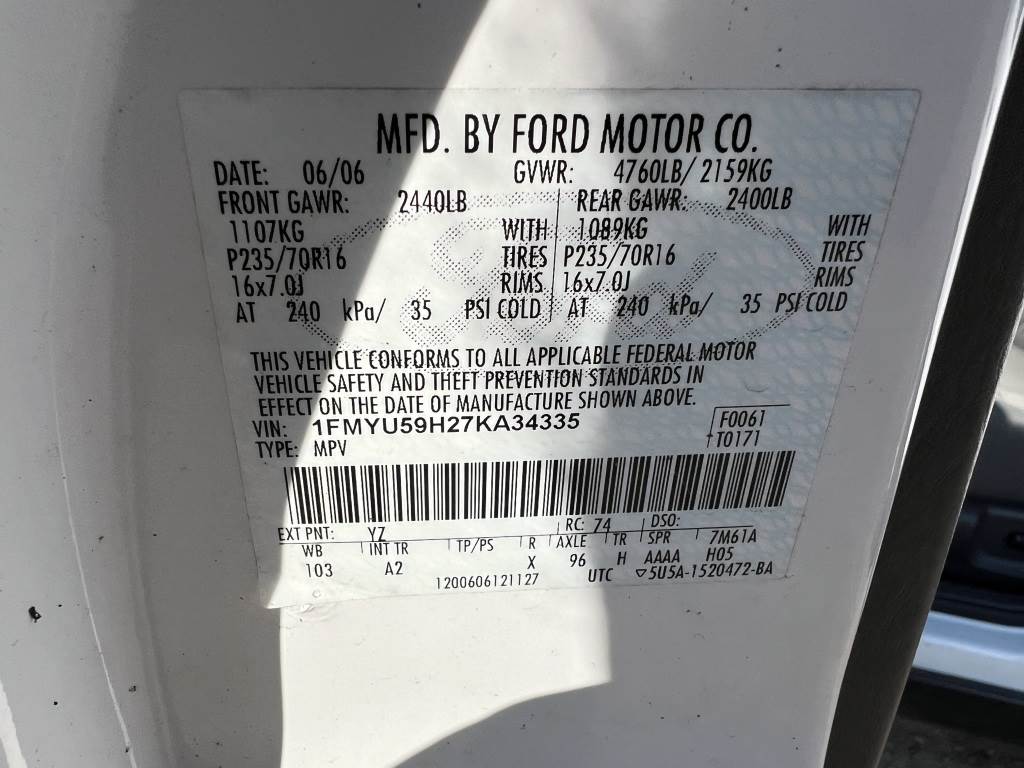 MFD. BY FORD MOTOR CO.
DATE: 06/06 GVWR: 4760LB/ 2159KG
FRONT GAWR: 2440LB REAR GAWR: 2400LB
1107KG WITH 1089KG WITH
P235/70R16 TIRES P235/70R16 TIRES
16x7.0J RIMS 16x7.0J RIMS
AT 240 kPa/ 35 PSI COLD AT 240 kPa/ 35 PSI COLD
Ford
THIS VEHICLE CONFORMS TO ALL APPLICABLE FEDERAL MOTOR
VEHICLE SAFETY AND THEFT PREVENTION STANDARDS IN
EFFECT ON THE DATE OF MANUFACTURE SHOWN ABOVE.
VIN: 1FMYU59H27KA34335 F0061
TYPE: MPV T0171
EXT PNT: YZ RC: 74 DSO:
WB INT TR TP/PS R AXLE TR SPR 7M61A
103 A2 X 96 H AAAA H05
1200606121127 UTC ▽5U5A-1520472-BA